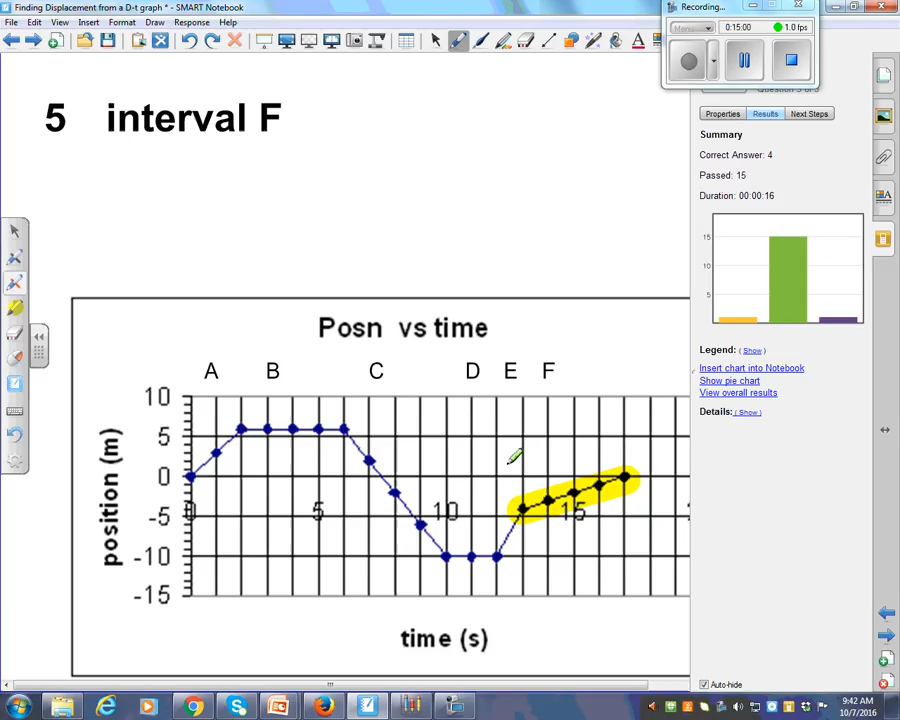 Finding Displacement from a D-t graph * - SMART Notebook
Recording...
File Edit View Insert Format Tools Add-ons Draw Response Help
Menu
0:15:00
1.0 fps
5 interval F
Properties Results Next Steps
Summary
Correct Answer: 4
Passed: 15
Duration: 00:00:16
15
10
5
Legend: ( Show )
Insert chart into Notebook
Show pie chart
View overall results
Details: ( Show )
Posn vs time
A B C D E F
10
5
0
-5
-10
-15
0 5 10 15
position (m)
time (s)
Auto-hide
9:42 AM
10/7/2016